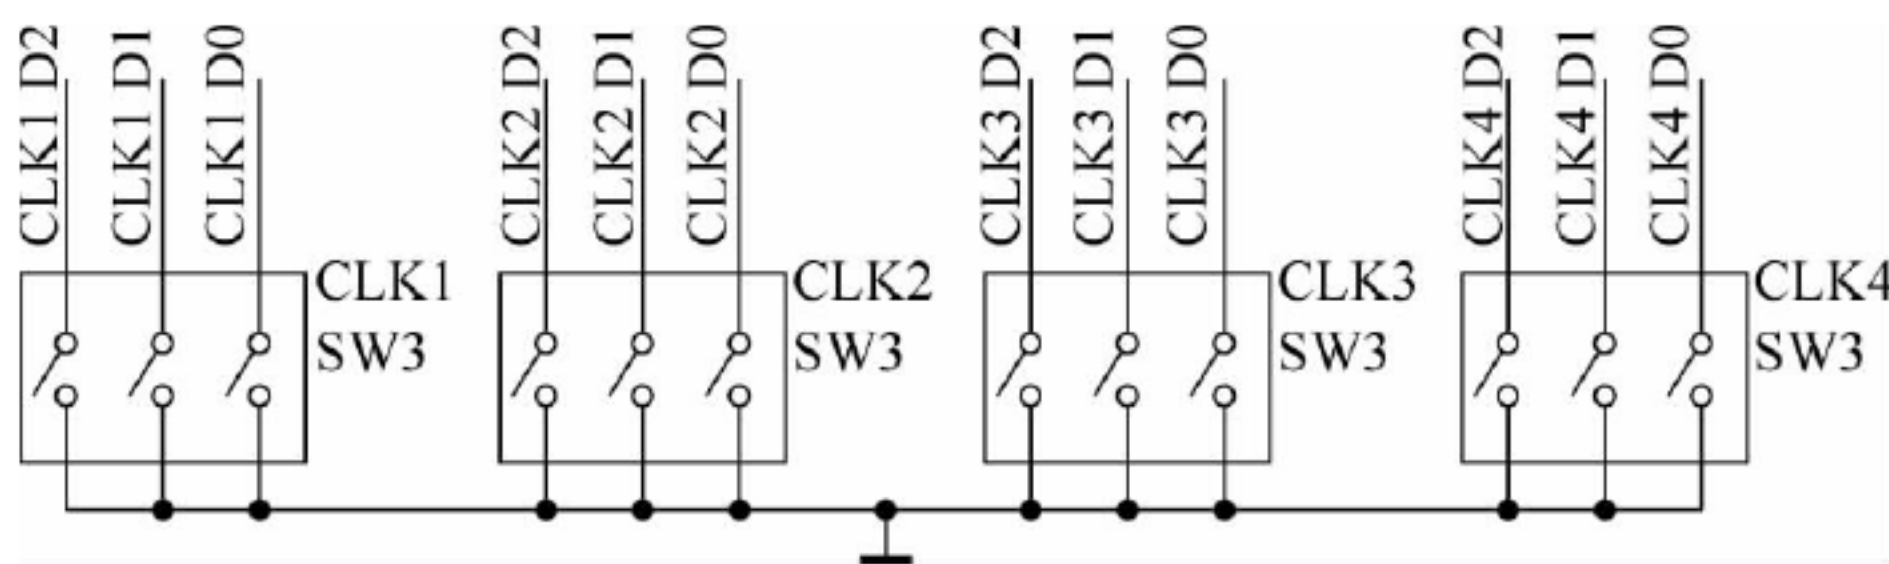 CLK1 D2
CLK1 D1
CLK1 D0
CLK2 D2
CLK2 D1
CLK2 D0
CLK3 D2
CLK3 D1
CLK3 D0
CLK4 D2
CLK4 D1
CLK4 D0
CLK1
SW3
CLK2
SW3
CLK3
SW3
CLK4
SW3